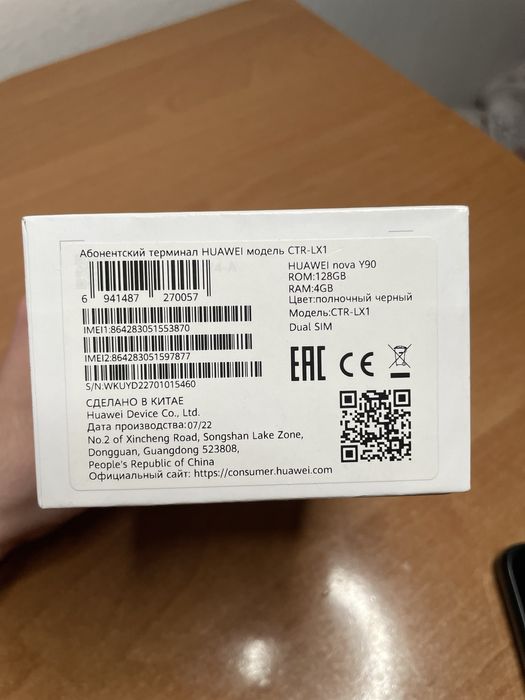 Абонентский терминал HUAWEI модель CTR-LX1
6 941487 270057
IMEI1:864283051553870
IMEI2:864283051597877
S/N:WKUYD22701015460
HUAWEI nova Y90
ROM:128GB
RAM:4GB
Цвет:полночный черный
Модель:CTR-LX1
Dual SIM
EAC CE
СДЕЛАНО В КИТАЕ
Huawei Device Co., Ltd.
Дата производства:07/22
No.2 of Xincheng Road, Songshan Lake Zone,
Dongguan, Guangdong 523808,
People's Republic of China
Официальный сайт: https://consumer.huawei.com